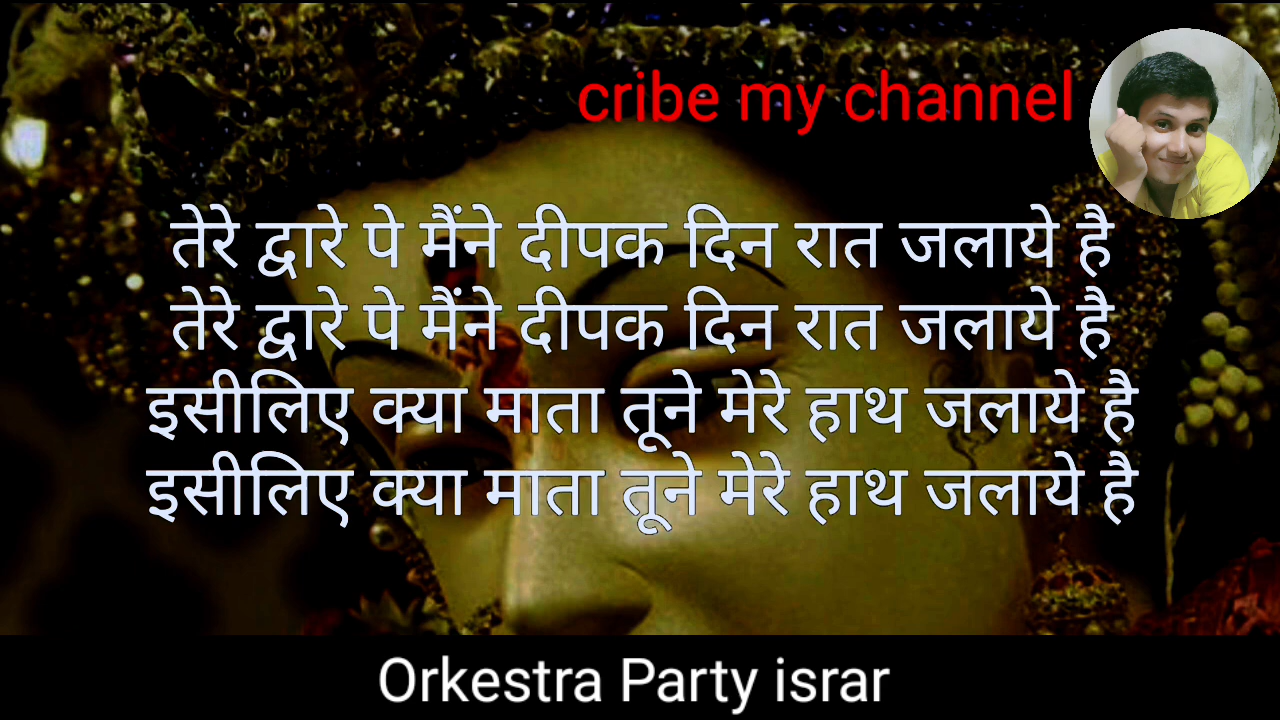 cribe my channel
तेरे द्वारे पे मैंने दीपक दिन रात जलाये है
तेरे द्वारे पे मैंने दीपक दिन रात जलाये है
इसीलिए क्या माता तूने मेरे हाथ जलाये है
इसीलिए क्या माता तूने मेरे हाथ जलाये है
Orkestra Party israr